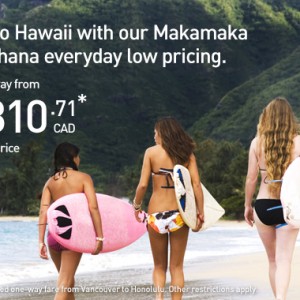 o Hawaii with our Makamaka
hana everyday low pricing.
ay from
310.71*
CAD
rice
ed one-way fare from Vancouver to Honolulu. Other restrictions apply